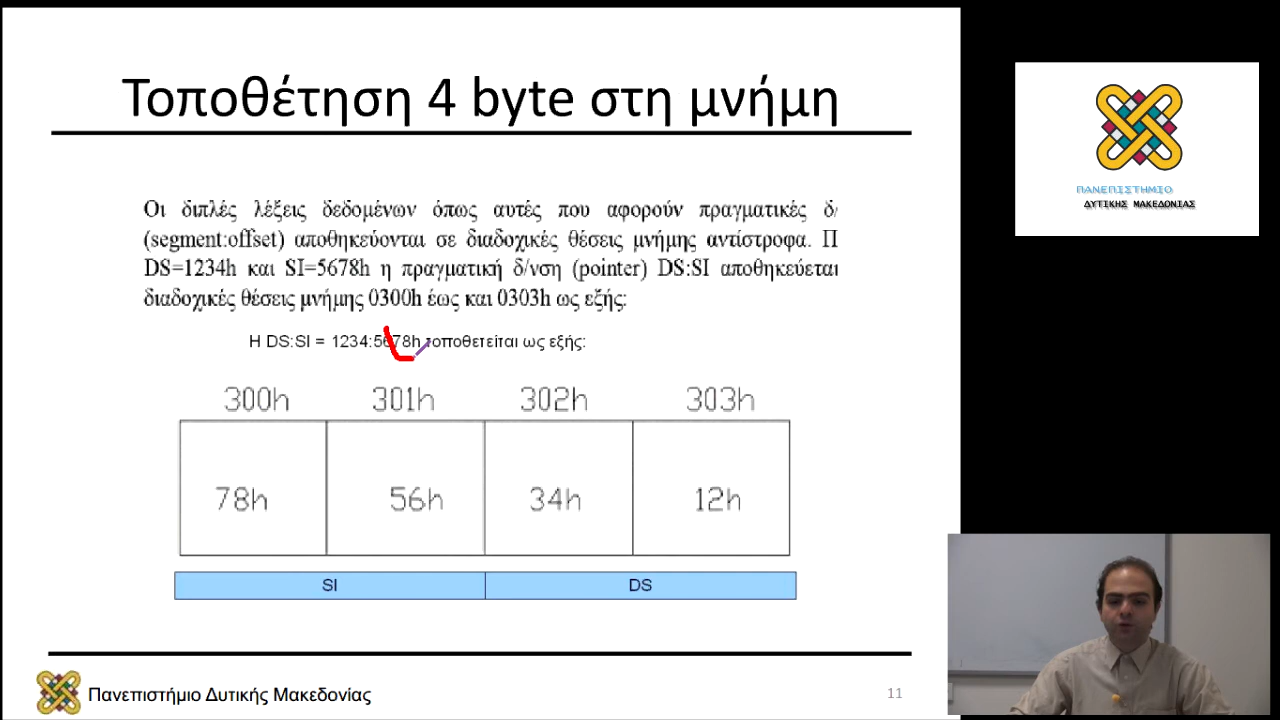 Τοποθέτηση 4 byte στη μνήμη
Οι διπλές λέξεις δεδομένων όπως αυτές που αφορούν πραγματικές δ/
(segment:offset) αποθηκεύονται σε διαδοχικές θέσεις μνήμης αντίστροφα. Π
DS=1234h και SI=5678h η πραγματική δ/νση (pointer) DS:SI αποθηκεύεται
διαδοχικές θέσεις μνήμης 0300h έως και 0303h ως εξής:
Η DS:SI = 1234:5678h τοποθετείται ως εξής:
300h 301h 302h 303h
78h 56h 34h 12h
SI DS
Πανεπιστήμιο Δυτικής Μακεδονίας
11
ΠΑΝΕΠΙΣΤΗΜΙΟ
ΔΥΤΙΚΗΣ ΜΑΚΕΔΟΝΙΑΣ